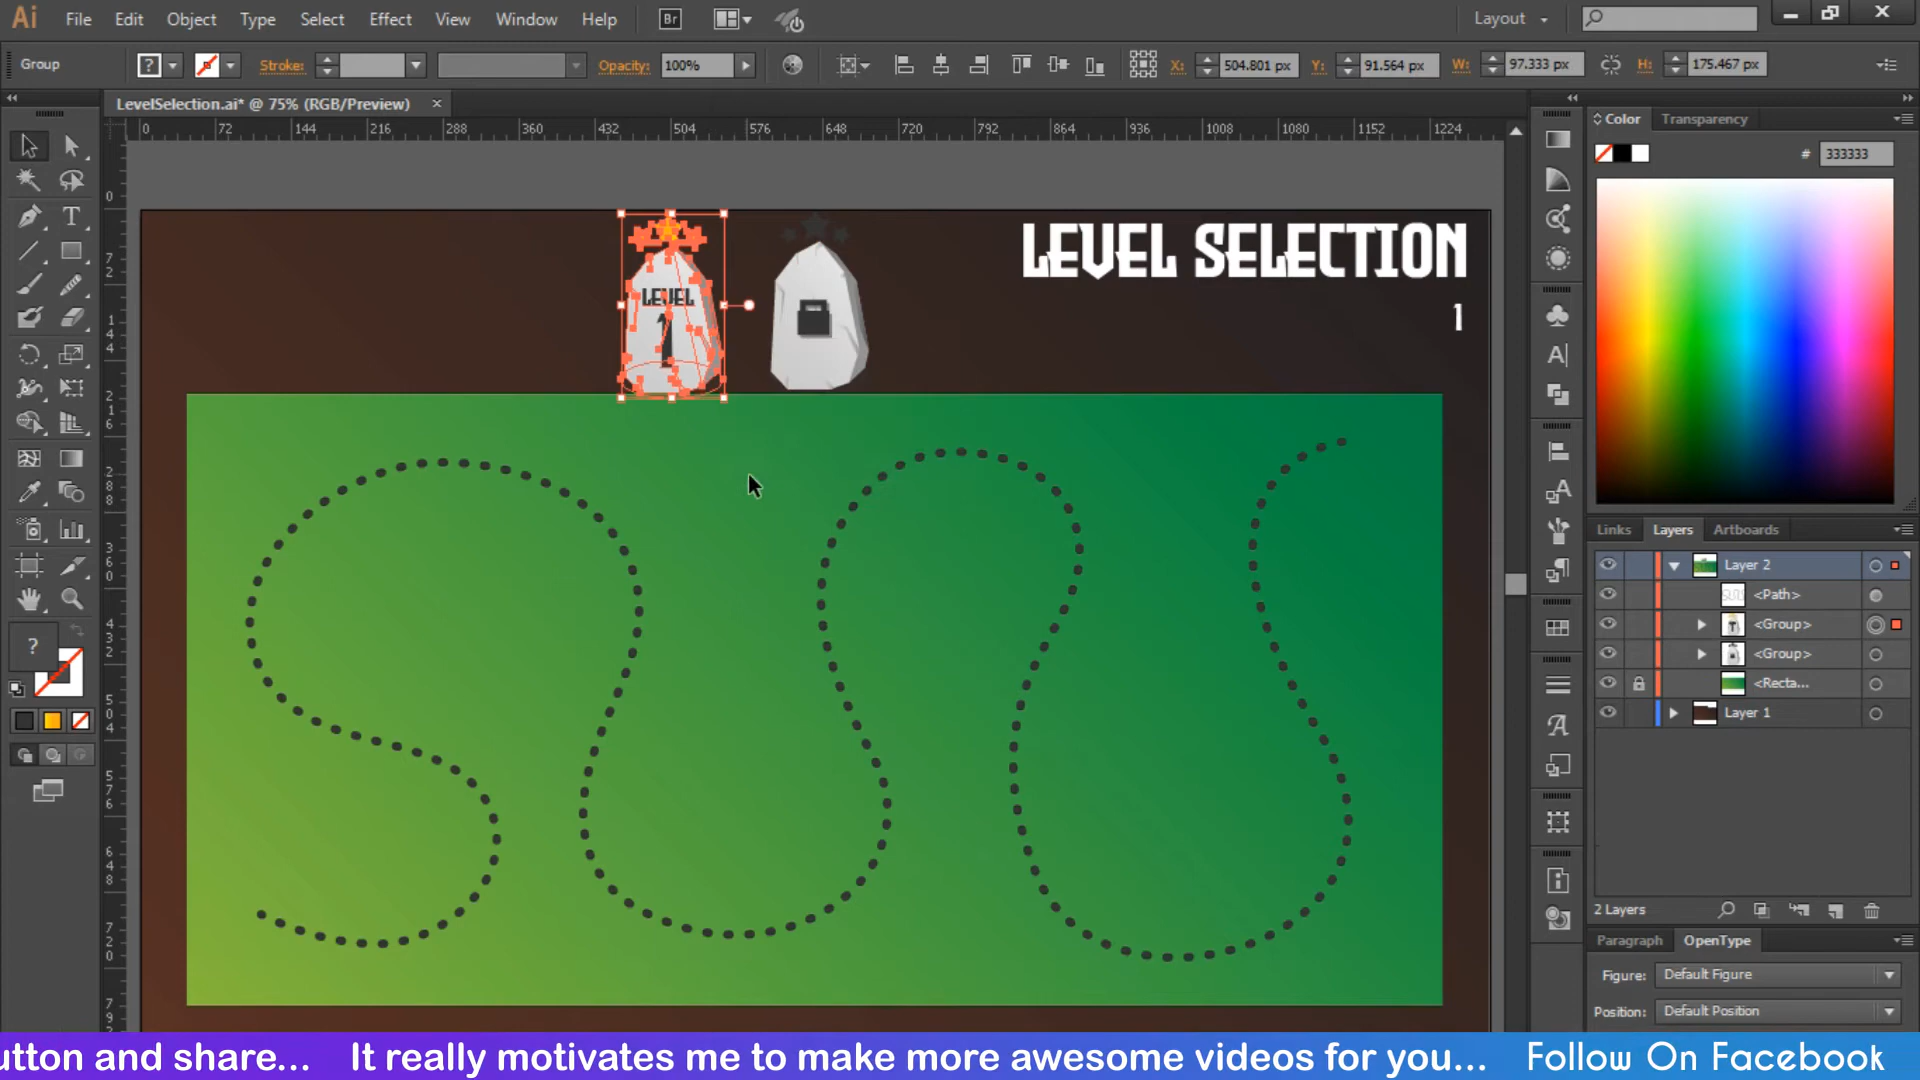 Ai File Edit Object Type Select Effect View Window Help Br Layout
Group ? Stroke: Opacity: 100% X: 504.801 px Y: 91.564 px W: 97.333 px H: 175.467 px
LevelSelection.ai* @ 75% (RGB/Preview) ×
0 72 144 216 288 360 432 504 576 648 720 792 864 936 1008 1080 1152 1224
Color Transparency
# 333333
LEVEL SELECTION
1
LEVEL
1
Links Layers Artboards
Layer 2
<Path>
<Group>
<Group>
<Recta...
Layer 1
2 Layers
Paragraph OpenType
Figure: Default Figure
Position: Default Position
utton and share... It really motivates me to make more awesome videos for you... Follow On Facebook